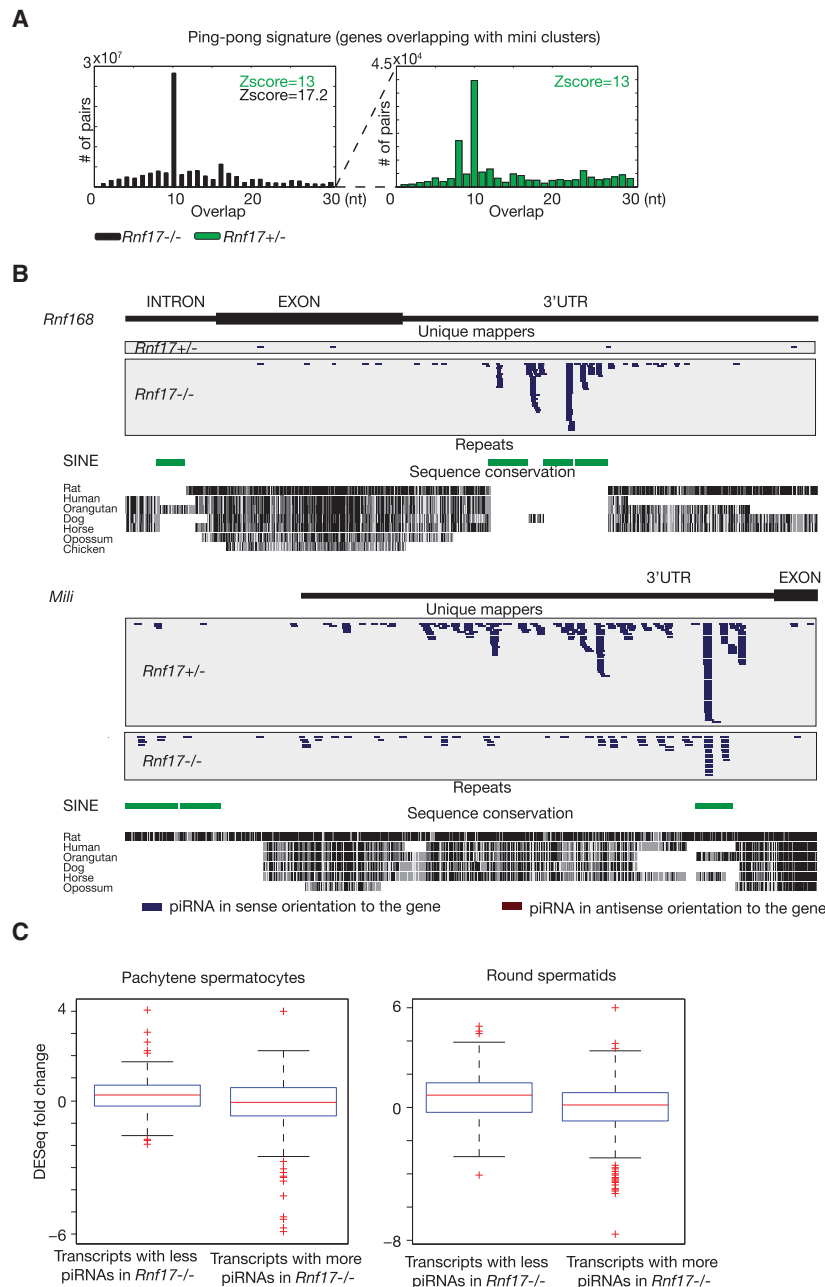 A
Ping-pong signature (genes overlapping with mini clusters)
3x10^7
Zscore=13
Zscore=17.2
# of pairs
0 10 20 30 (nt)
Overlap
4.5x10^4
Zscore=13
# of pairs
0 10 20 30 (nt)
Overlap
Rnf17-/- Rnf17+/-
B
INTRON EXON 3'UTR
Rnf168
Unique mappers
Rnf17+/-
Rnf17-/-
Repeats
SINE
Sequence conservation
Rat
Human
Orangutan
Dog
Horse
Opossum
Chicken
3'UTR EXON
Mili
Unique mappers
Rnf17+/-
Rnf17-/-
Repeats
SINE
Sequence conservation
Rat
Human
Orangutan
Dog
Horse
Opossum
piRNA in sense orientation to the gene
piRNA in antisense orientation to the gene
C
Pachytene spermatocytes
DESeq fold change
4
0
−6
Transcripts with less
piRNAs in Rnf17-/-
Transcripts with more
piRNAs in Rnf17-/-
Round spermatids
6
0
−8
Transcripts with less
piRNAs in Rnf17-/-
Transcripts with more
piRNAs in Rnf17-/-